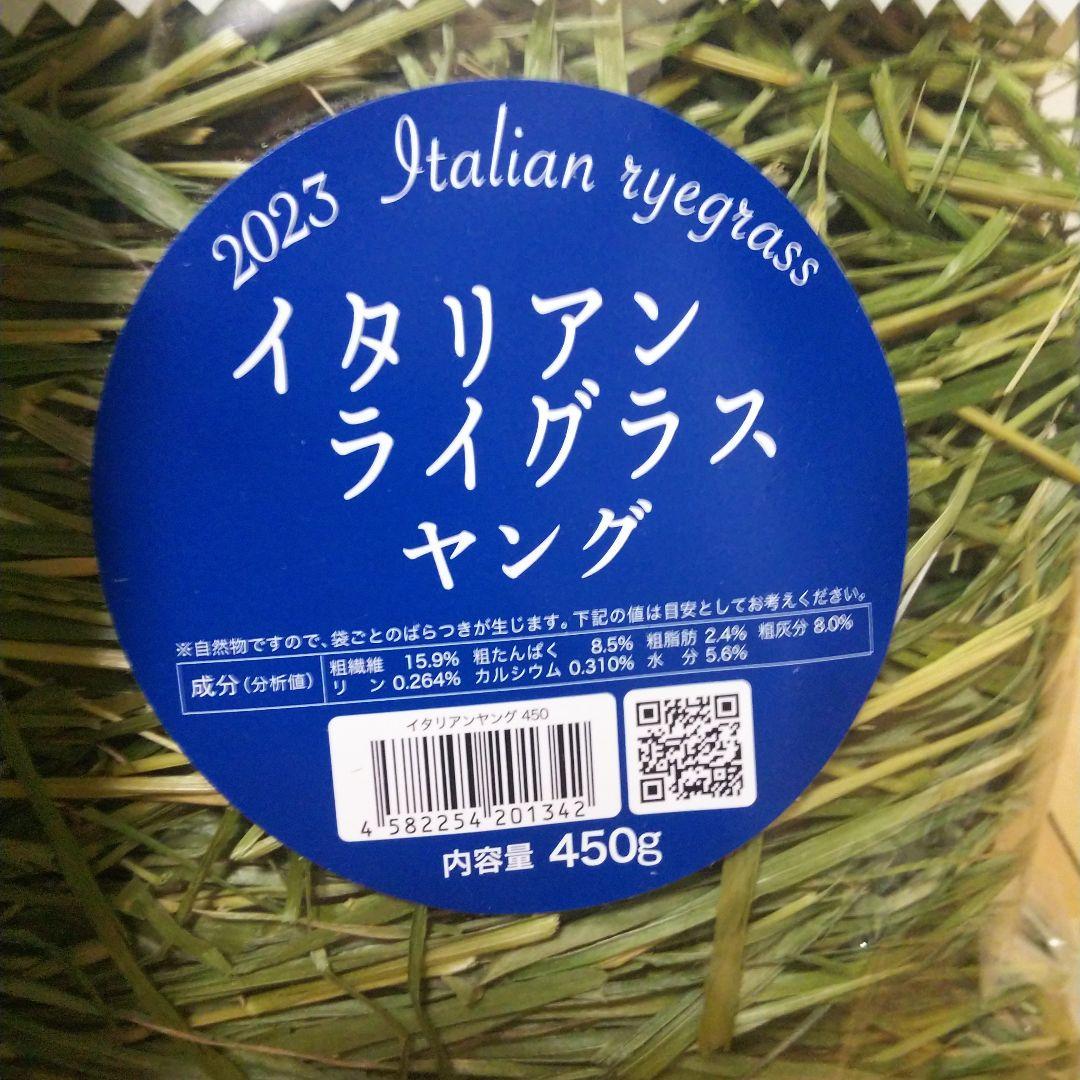 2023 Italian ryegrass
イタリアン
ライグラス
ヤング
※自然物ですので、袋ごとのばらつきが生じます。下記の値は目安としてお考えください。
成分(分析値) 粗繊維 15.9% 粗たんぱく 8.5% 粗脂肪 2.4% 粗灰分 8.0%
リン 0.264% カルシウム 0.310% 水分 5.6%
イタリアンヤング 450
4 582254 201342
内容量 450g